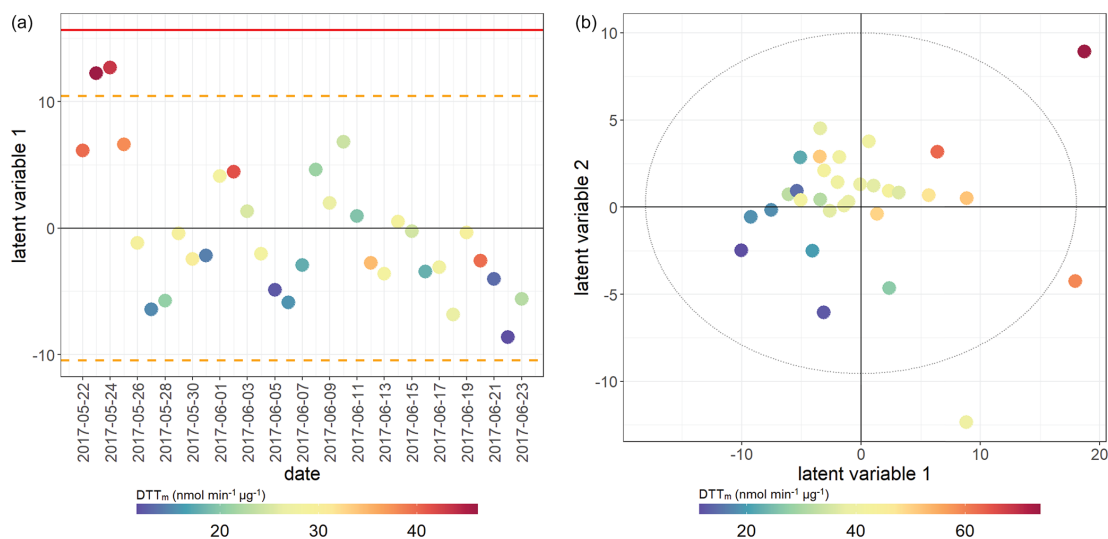 (a)
latent variable 1
10
0
-10
2017-05-22
2017-05-24
2017-05-26
2017-05-28
2017-05-30
2017-06-01
2017-06-03
2017-06-05
2017-06-07
2017-06-09
2017-06-11
2017-06-13
2017-06-15
2017-06-17
2017-06-19
2017-06-21
2017-06-23
date
DTTₘ (nmol min⁻¹ µg⁻¹)
20 30 40
(b)
latent variable 2
10
5
0
-5
-10
-10 0 10 20
latent variable 1
DTTₘ (nmol min⁻¹ µg⁻¹)
20 40 60